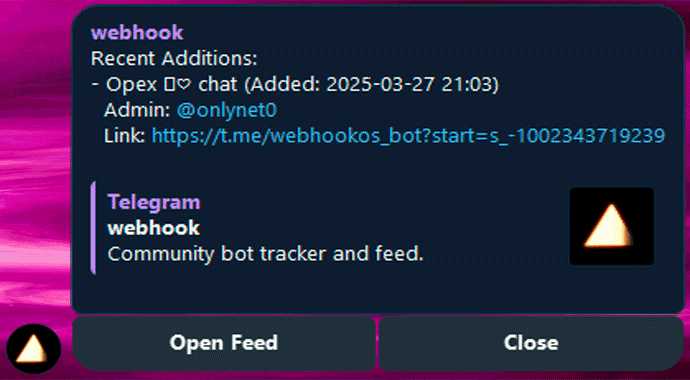 webhook
Recent Additions:
- Opex ▯♡ chat (Added: 2025-03-27 21:03)
Admin: @onlynet0
Link: https://t.me/webhookos_bot?start=s_-1002343719239
Telegram
webhook
Community bot tracker and feed.
Open Feed
Close